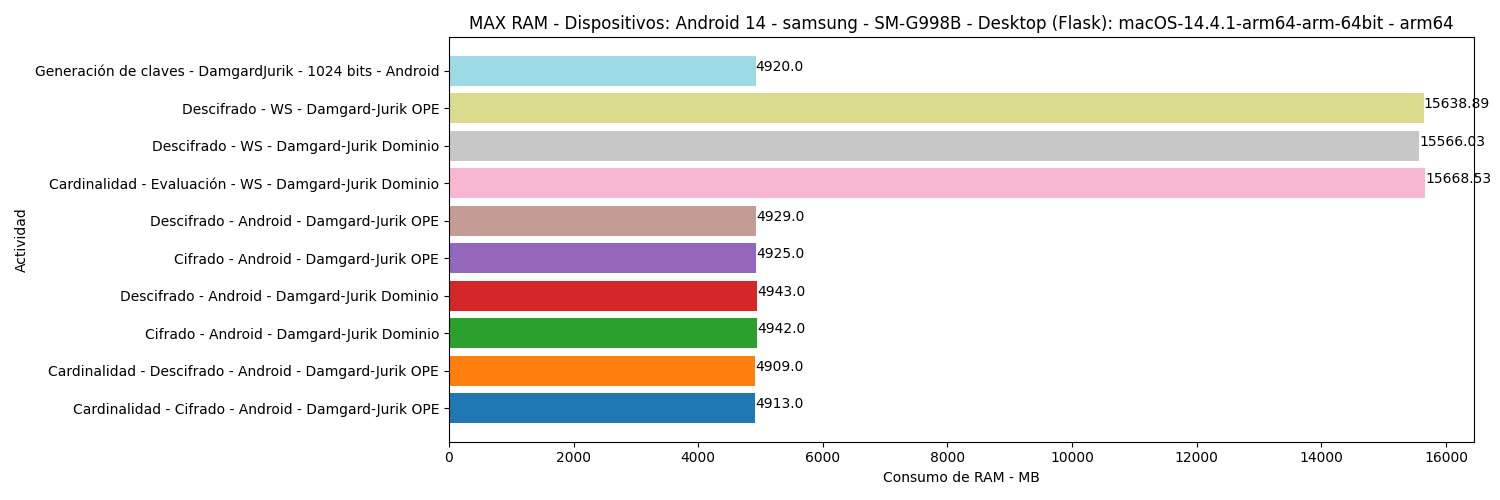 MAX RAM - Dispositivos: Android 14 - samsung - SM-G998B - Desktop (Flask): macOS-14.4.1-arm64-arm-64bit - arm64
Generación de claves - DamgardJurik - 1024 bits - Android 4920.0
Descifrado - WS - Damgard-Jurik OPE 15638.89
Descifrado - WS - Damgard-Jurik Dominio 15566.03
Cardinalidad - Evaluación - WS - Damgard-Jurik Dominio 15668.53
Descifrado - Android - Damgard-Jurik OPE 4929.0
Cifrado - Android - Damgard-Jurik OPE 4925.0
Descifrado - Android - Damgard-Jurik Dominio 4943.0
Cifrado - Android - Damgard-Jurik Dominio 4942.0
Cardinalidad - Descifrado - Android - Damgard-Jurik OPE 4909.0
Cardinalidad - Cifrado - Android - Damgard-Jurik OPE 4913.0
Actividad
0 2000 4000 6000 8000 10000 12000 14000 16000
Consumo de RAM - MB